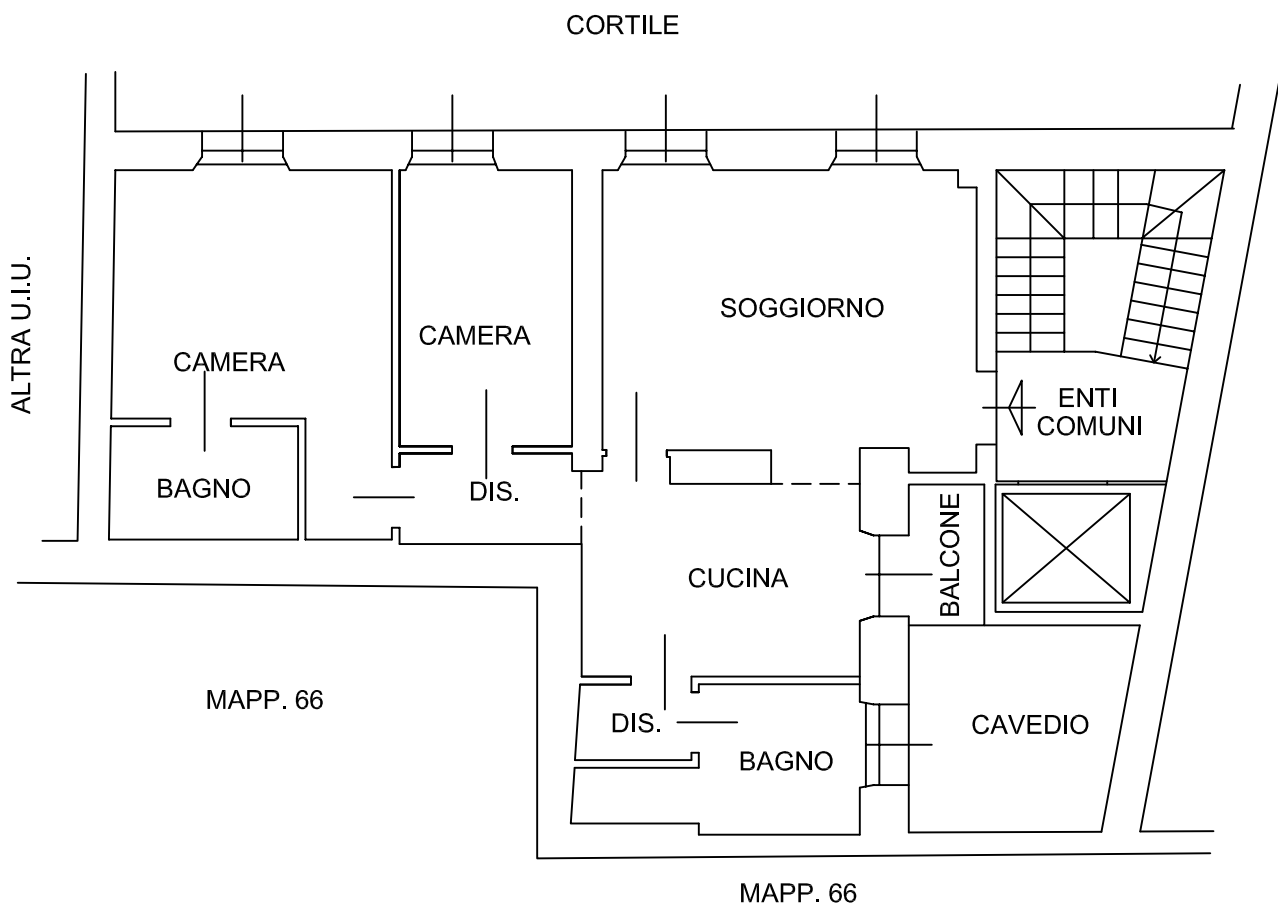 CORTILE
ALTRA U.I.U.
CAMERA
CAMERA
SOGGIORNO
ENTI
COMUNI
BAGNO
DIS.
CUCINA
BALCONE
MAPP. 66
DIS.
BAGNO
CAVEDIO
MAPP. 66